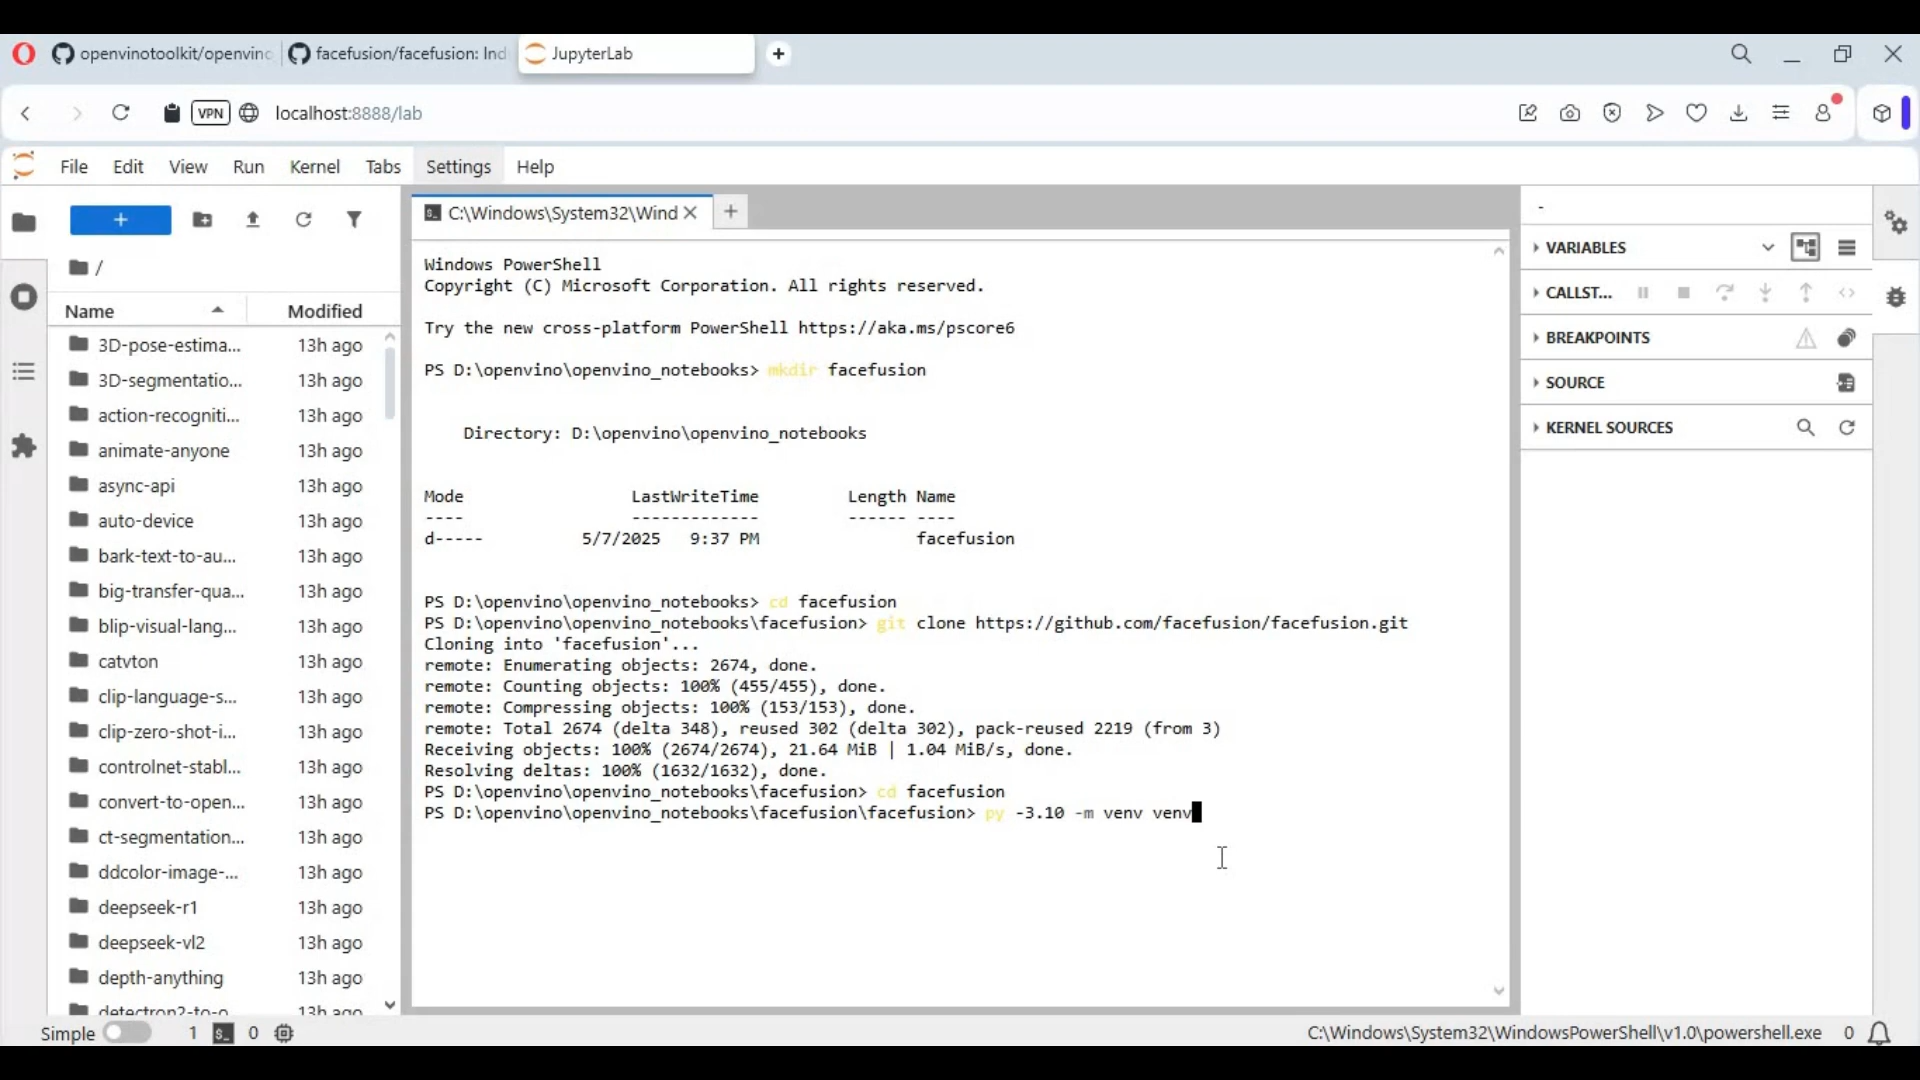 openvinotoolkit/openvino
facefusion/facefusion: Ind
JupyterLab
VPN
localhost:8888/lab
File Edit View Run Kernel Tabs Settings Help
C:\Windows\System32\Wind
/
Name Modified
3D-pose-estima... 13h ago
3D-segmentatio... 13h ago
action-recogniti... 13h ago
animate-anyone 13h ago
async-api 13h ago
auto-device 13h ago
bark-text-to-au... 13h ago
big-transfer-qua... 13h ago
blip-visual-lang... 13h ago
catvton 13h ago
clip-language-s... 13h ago
clip-zero-shot-i... 13h ago
controlnet-stabl... 13h ago
convert-to-open... 13h ago
ct-segmentation... 13h ago
ddcolor-image-... 13h ago
deepseek-r1 13h ago
deepseek-vl2 13h ago
depth-anything 13h ago
detectron2-to-o 13h ago
Windows PowerShell
Copyright (C) Microsoft Corporation. All rights reserved.
Try the new cross-platform PowerShell https://aka.ms/pscore6
PS D:\openvino\openvino_notebooks> mkdir facefusion
Directory: D:\openvino\openvino_notebooks
Mode LastWriteTime Length Name
---- ------------- ------ ----
d----- 5/7/2025 9:37 PM facefusion
PS D:\openvino\openvino_notebooks> cd facefusion
PS D:\openvino\openvino_notebooks\facefusion> git clone https://github.com/facefusion/facefusion.git
Cloning into 'facefusion'...
remote: Enumerating objects: 2674, done.
remote: Counting objects: 100% (455/455), done.
remote: Compressing objects: 100% (153/153), done.
remote: Total 2674 (delta 348), reused 302 (delta 302), pack-reused 2219 (from 3)
Receiving objects: 100% (2674/2674), 21.64 MiB | 1.04 MiB/s, done.
Resolving deltas: 100% (1632/1632), done.
PS D:\openvino\openvino_notebooks\facefusion> cd facefusion
PS D:\openvino\openvino_notebooks\facefusion\facefusion> py -3.10 -m venv venv
-
VARIABLES
CALLST...
BREAKPOINTS
SOURCE
KERNEL SOURCES
Simple 1 0
C:\Windows\System32\WindowsPowerShell\v1.0\powershell.exe 0